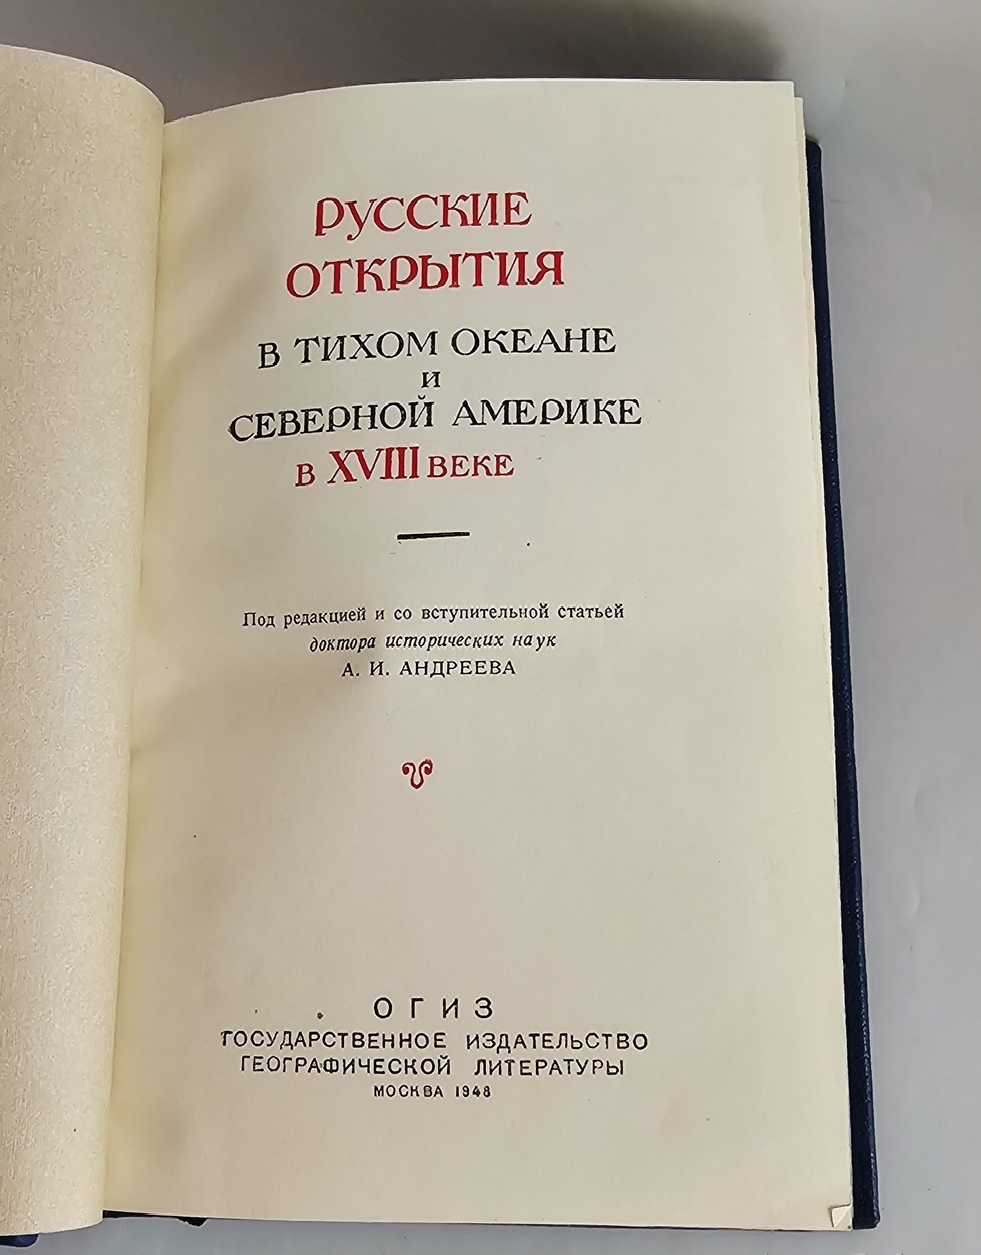 РУССКИЕ
ОТКРЫТИЯ
В ТИХОМ ОКЕАНЕ
И
СЕВЕРНОЙ АМЕРИКЕ
В XVIII ВЕКЕ
Под редакцией и со вступительной статьей
доктора исторических наук
А. И. АНДРЕЕВА
ОГИЗ
ГОСУДАРСТВЕННОЕ ИЗДАТЕЛЬСТВО
ГЕОГРАФИЧЕСКОЙ ЛИТЕРАТУРЫ
МОСКВА 1948